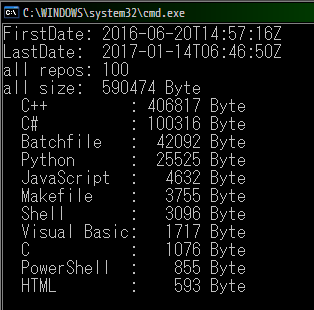 C:\WINDOWS\system32\cmd.exe
FirstDate: 2016-06-20T14:57:16Z
LastDate:  2017-01-14T06:46:50Z
all repos: 100
all size:  590474 Byte
  C++        : 406817 Byte
  C#         : 100316 Byte
  Batchfile  :  42092 Byte
  Python     :  25525 Byte
  JavaScript :   4632 Byte
  Makefile   :   3755 Byte
  Shell      :   3096 Byte
  Visual Basic:   1717 Byte
  C          :   1076 Byte
  PowerShell :    855 Byte
  HTML       :    593 Byte